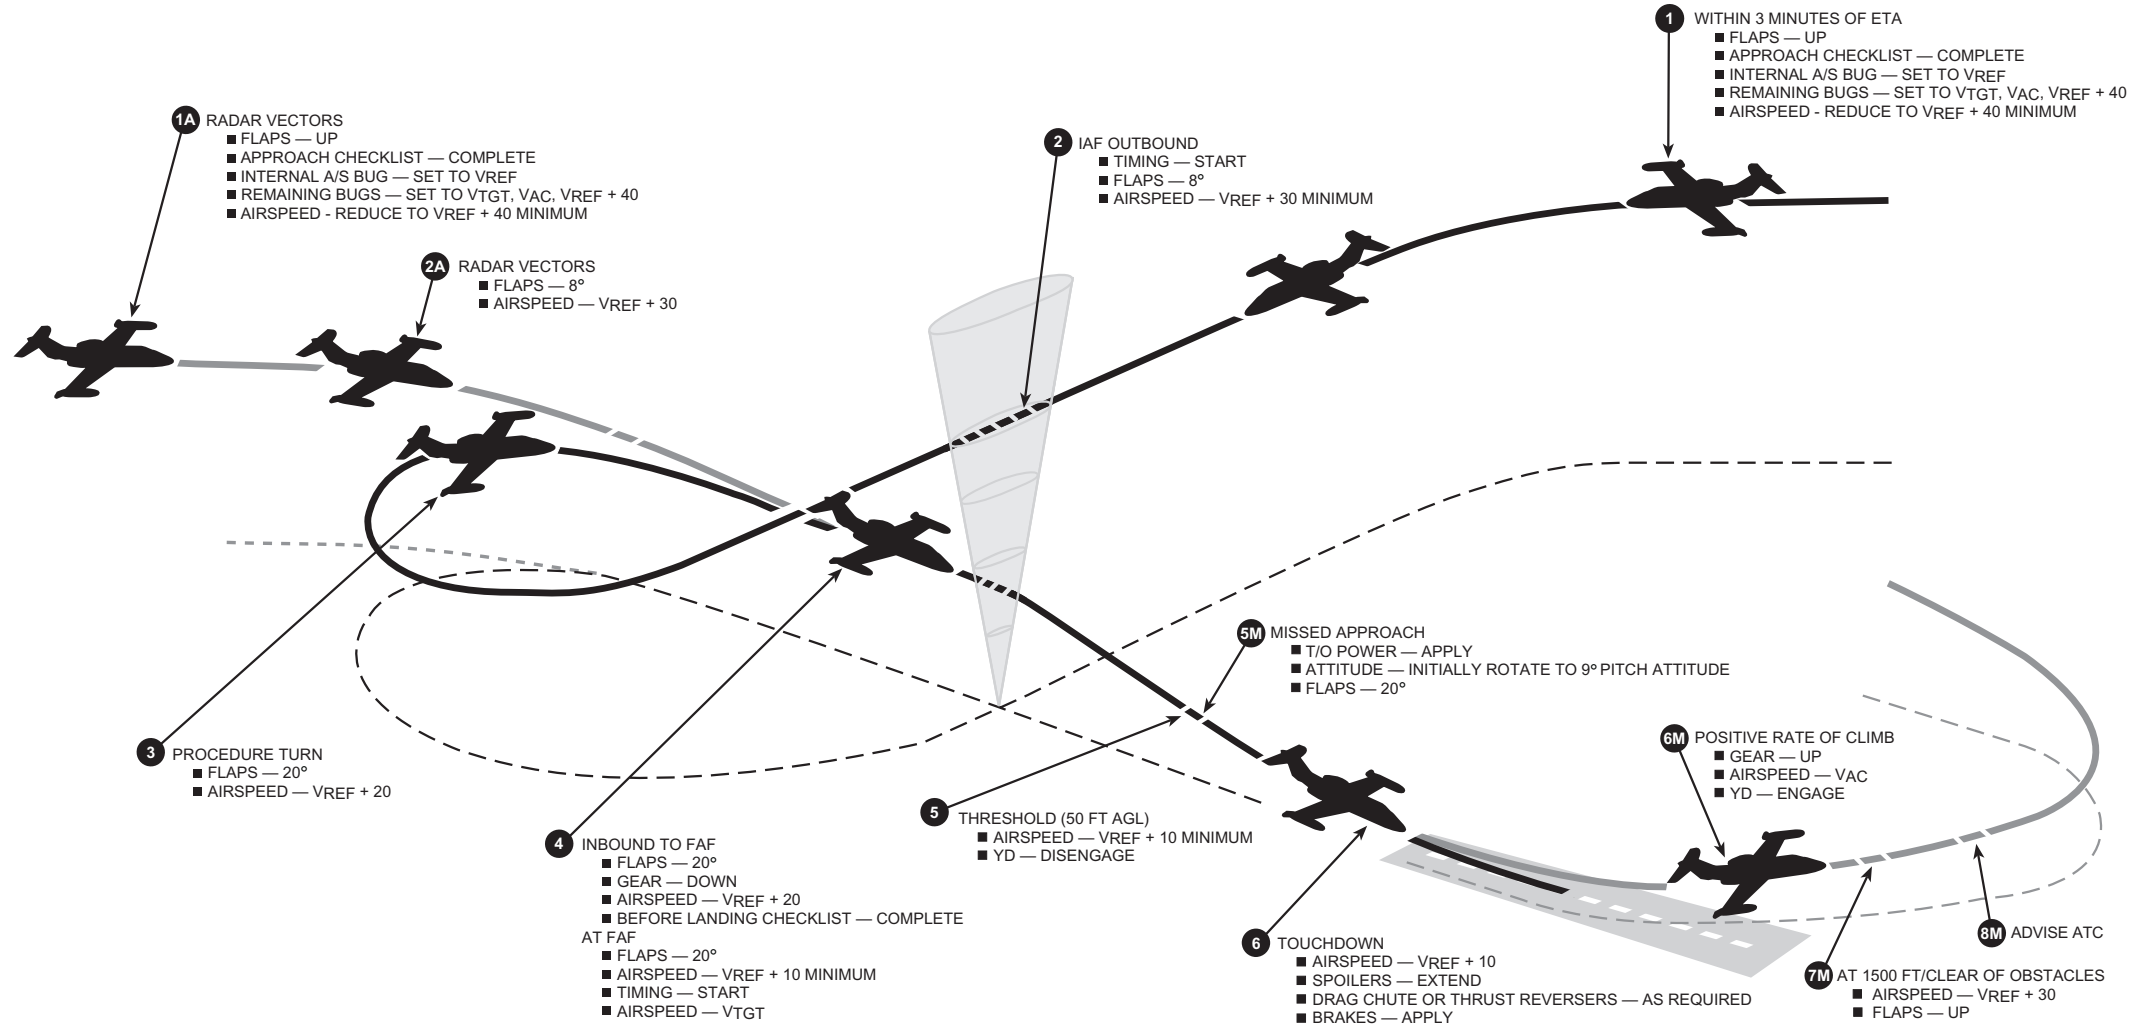 1 WITHIN 3 MINUTES OF ETA
■ FLAPS — UP
■ APPROACH CHECKLIST — COMPLETE
■ INTERNAL A/S BUG — SET TO VREF
■ REMAINING BUGS — SET TO VTGT, VAC, VREF + 40
■ AIRSPEED - REDUCE TO VREF + 40 MINIMUM
1A RADAR VECTORS
■ FLAPS — UP
■ APPROACH CHECKLIST — COMPLETE
■ INTERNAL A/S BUG — SET TO VREF
■ REMAINING BUGS — SET TO VTGT, VAC, VREF + 40
■ AIRSPEED - REDUCE TO VREF + 40 MINIMUM
2 IAF OUTBOUND
■ TIMING — START
■ FLAPS — 8°
■ AIRSPEED — VREF + 30 MINIMUM
2A RADAR VECTORS
■ FLAPS — 8°
■ AIRSPEED — VREF + 30
3 PROCEDURE TURN
■ FLAPS — 20°
■ AIRSPEED — VREF + 20
4 INBOUND TO FAF
■ FLAPS — 20°
■ GEAR — DOWN
■ AIRSPEED — VREF + 20
■ BEFORE LANDING CHECKLIST — COMPLETE
AT FAF
■ FLAPS — 20°
■ AIRSPEED — VREF + 10 MINIMUM
■ TIMING — START
■ AIRSPEED — VTGT
5 THRESHOLD (50 FT AGL)
■ AIRSPEED — VREF + 10 MINIMUM
■ YD — DISENGAGE
5M MISSED APPROACH
■ T/O POWER — APPLY
■ ATTITUDE — INITIALLY ROTATE TO 9° PITCH ATTITUDE
■ FLAPS — 20°
6 TOUCHDOWN
■ AIRSPEED — VREF + 10
■ SPOILERS — EXTEND
■ DRAG CHUTE OR THRUST REVERSERS — AS REQUIRED
■ BRAKES — APPLY
6M POSITIVE RATE OF CLIMB
■ GEAR — UP
■ AIRSPEED — VAC
■ YD — ENGAGE
8M ADVISE ATC
7M AT 1500 FT/CLEAR OF OBSTACLES
■ AIRSPEED — VREF + 30
■ FLAPS — UP